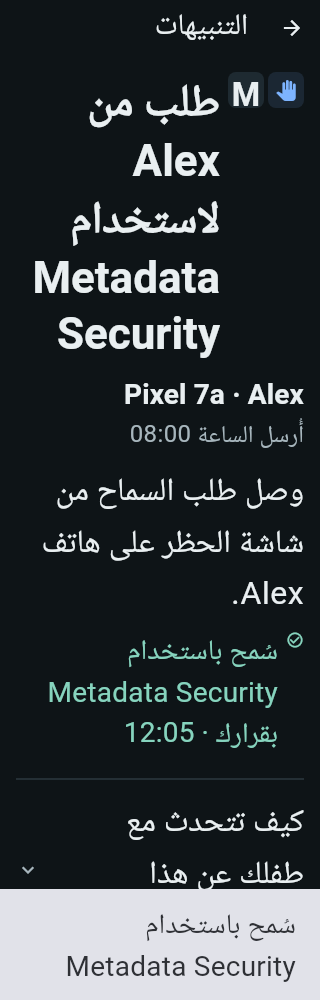 التنبيهات
M
طلب من
Alex
لاستخدام
Metadata
Security
Pixel 7a · Alex
أُرسل الساعة 08:00
وصل طلب السماح من
شاشة الحظر على هاتف
Alex.
سُمح باستخدام
Metadata Security
بقرارك · 12:05
كيف تتحدث مع
طفلك عن هذا
سُمح باستخدام
Metadata Security